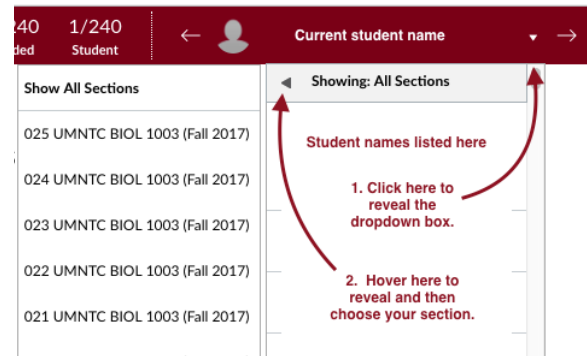 240 1/240
ded Student
Current student name
Show All Sections
Showing: All Sections
025 UMNTC BIOL 1003 (Fall 2017)
024 UMNTC BIOL 1003 (Fall 2017)
023 UMNTC BIOL 1003 (Fall 2017)
022 UMNTC BIOL 1003 (Fall 2017)
021 UMNTC BIOL 1003 (Fall 2017)
Student names listed here
1. Click here to
reveal the
dropdown box.
2. Hover here to
reveal and then
choose your section.